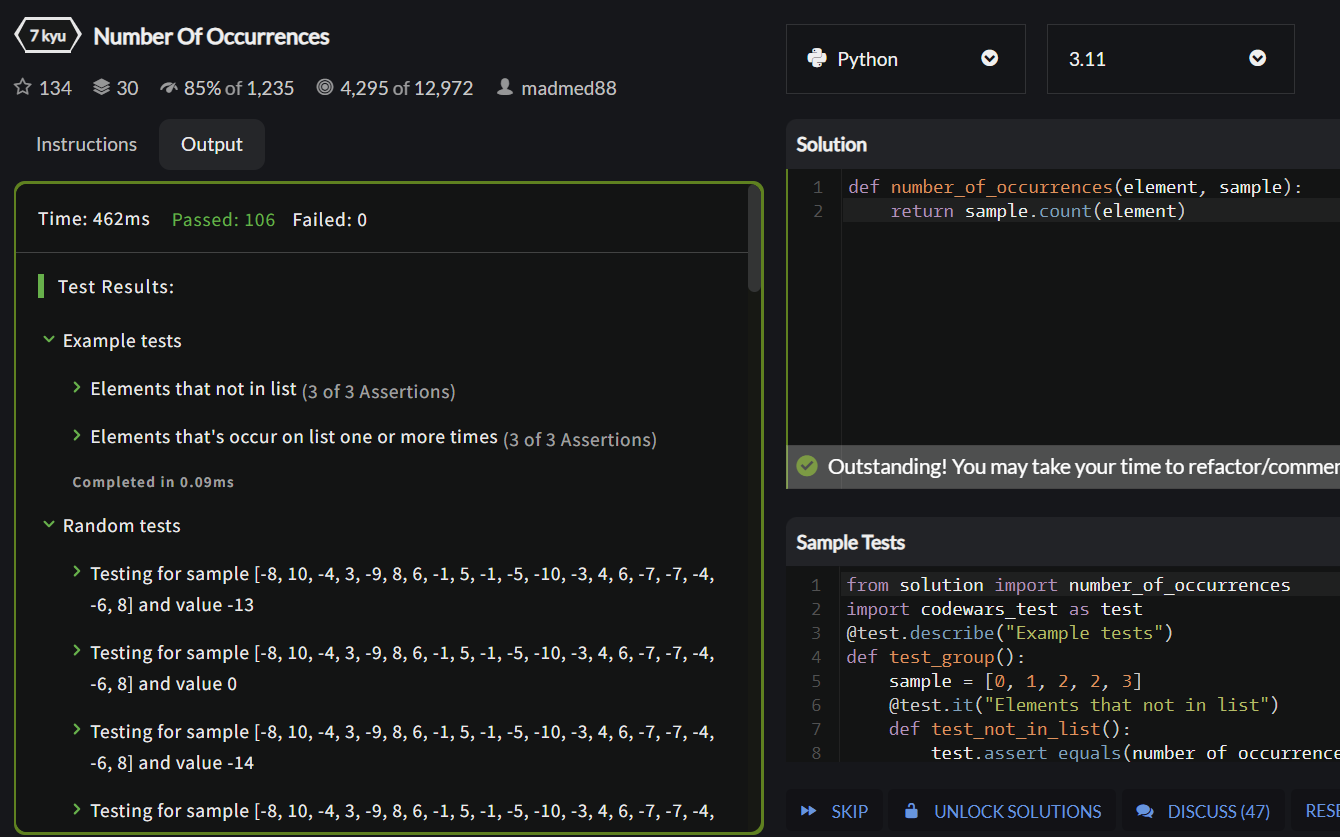 7 kyu Number Of Occurrences
134 30 85% of 1,235 4,295 of 12,972 madmed88
Instructions Output
Time: 462ms Passed: 106 Failed: 0
Test Results:
Example tests
Elements that not in list (3 of 3 Assertions)
Elements that's occur on list one or more times (3 of 3 Assertions)
Completed in 0.09ms
Random tests
Testing for sample [-8, 10, -4, 3, -9, 8, 6, -1, 5, -1, -5, -10, -3, 4, 6, -7, -7, -4,
-6, 8] and value -13
Testing for sample [-8, 10, -4, 3, -9, 8, 6, -1, 5, -1, -5, -10, -3, 4, 6, -7, -7, -4,
-6, 8] and value 0
Testing for sample [-8, 10, -4, 3, -9, 8, 6, -1, 5, -1, -5, -10, -3, 4, 6, -7, -7, -4,
-6, 8] and value -14
Testing for sample [-8, 10, -4, 3, -9, 8, 6, -1, 5, -1, -5, -10, -3, 4, 6, -7, -7, -4,
Python 3.11
Solution
1 def number_of_occurrences(element, sample):
2     return sample.count(element)
Outstanding! You may take your time to refactor/commen
Sample Tests
1 from solution import number_of_occurrences
2 import codewars_test as test
3 @test.describe("Example tests")
4 def test_group():
5     sample = [0, 1, 2, 2, 3]
6     @test.it("Elements that not in list")
7     def test_not_in_list():
8         test.assert_equals(number_of_occurrence
SKIP UNLOCK SOLUTIONS DISCUSS (47) RESE